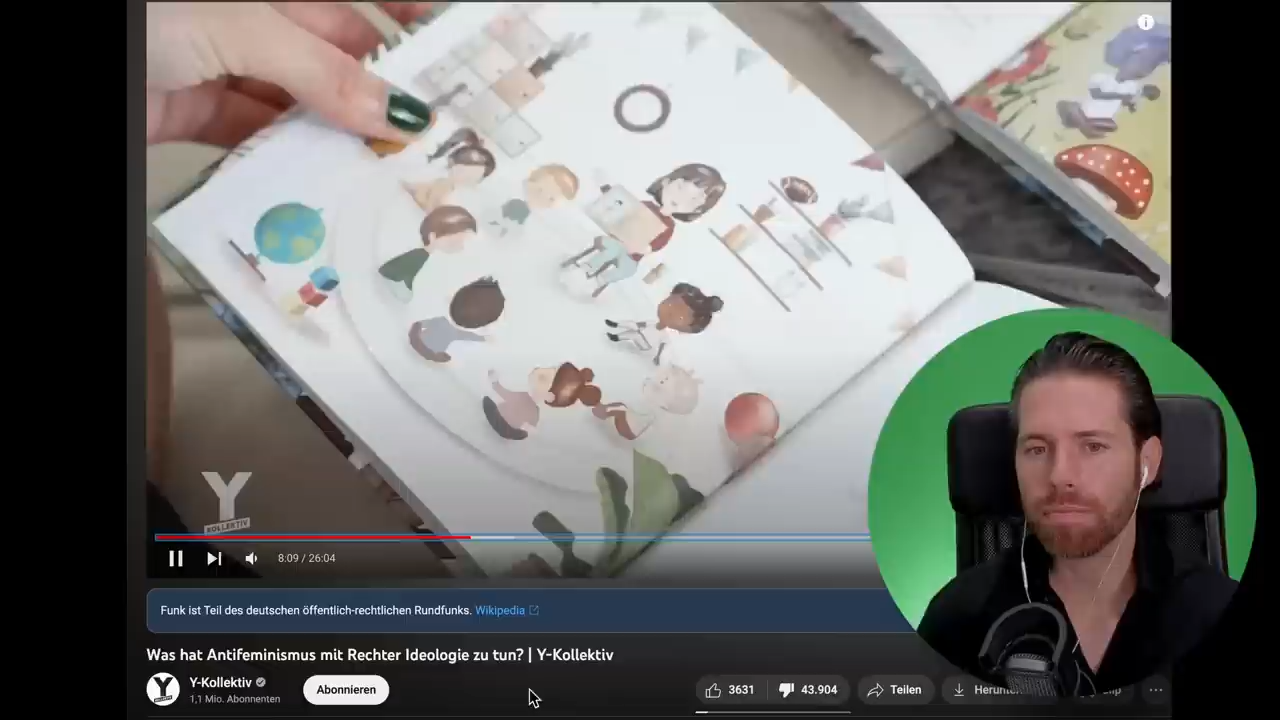 Y
KOLLEKTIV
8:09 / 26:04
Funk ist Teil des deutschen öffentlich-rechtlichen Rundfunks. Wikipedia
Was hat Antifeminismus mit Rechter Ideologie zu tun? | Y-Kollektiv
Y-Kollektiv
1,1 Mio. Abonnenten
Abonnieren
3631
43.904
Teilen